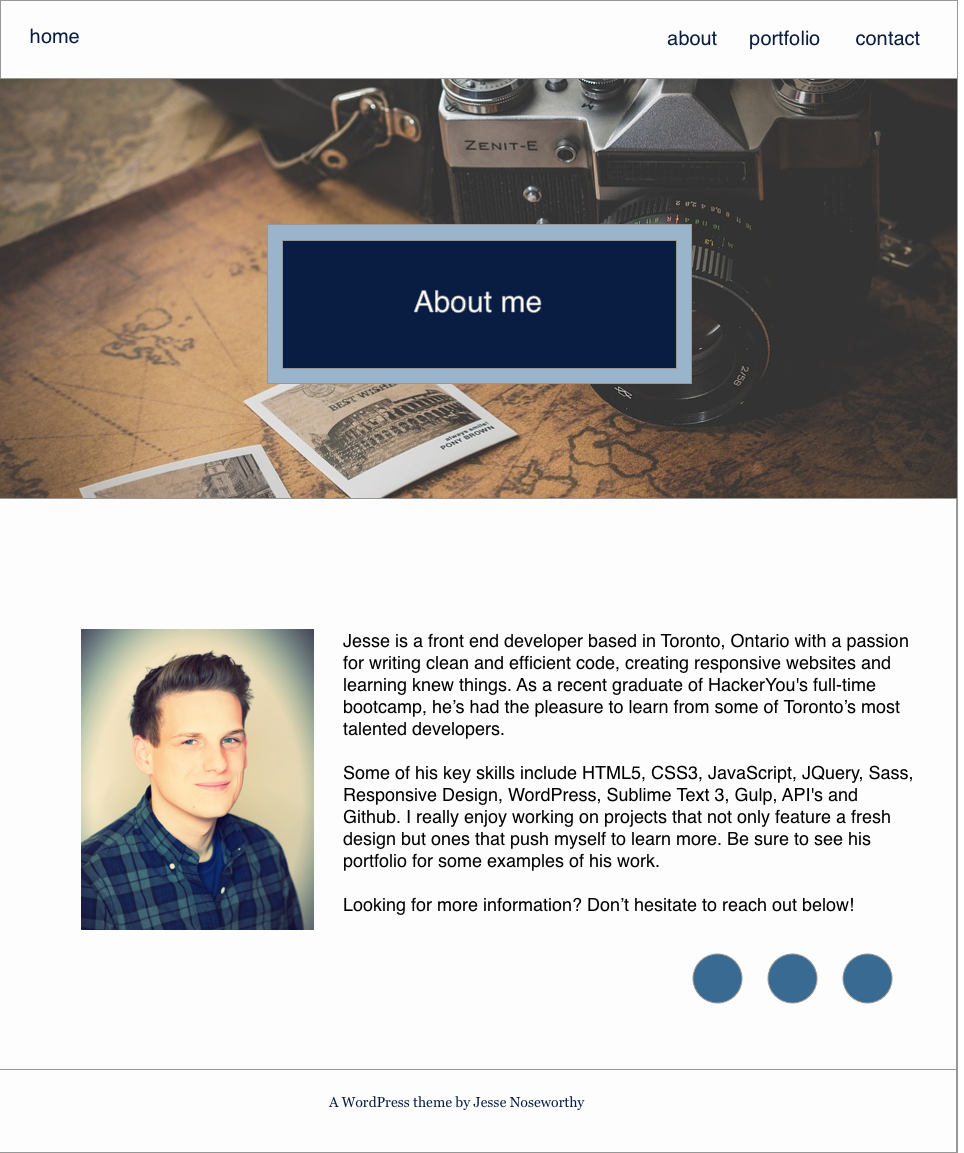 home
about portfolio contact
ZENIT-E
About me
2/58
BEST WISHE
always smile!
PONY BROWN
Jesse is a front end developer based in Toronto, Ontario with a passion
for writing clean and efficient code, creating responsive websites and
learning knew things. As a recent graduate of HackerYou's full-time
bootcamp, he’s had the pleasure to learn from some of Toronto’s most
talented developers.
Some of his key skills include HTML5, CSS3, JavaScript, JQuery, Sass,
Responsive Design, WordPress, Sublime Text 3, Gulp, API's and
Github. I really enjoy working on projects that not only feature a fresh
design but ones that push myself to learn more. Be sure to see his
portfolio for some examples of his work.
Looking for more information? Don’t hesitate to reach out below!
A WordPress theme by Jesse Noseworthy